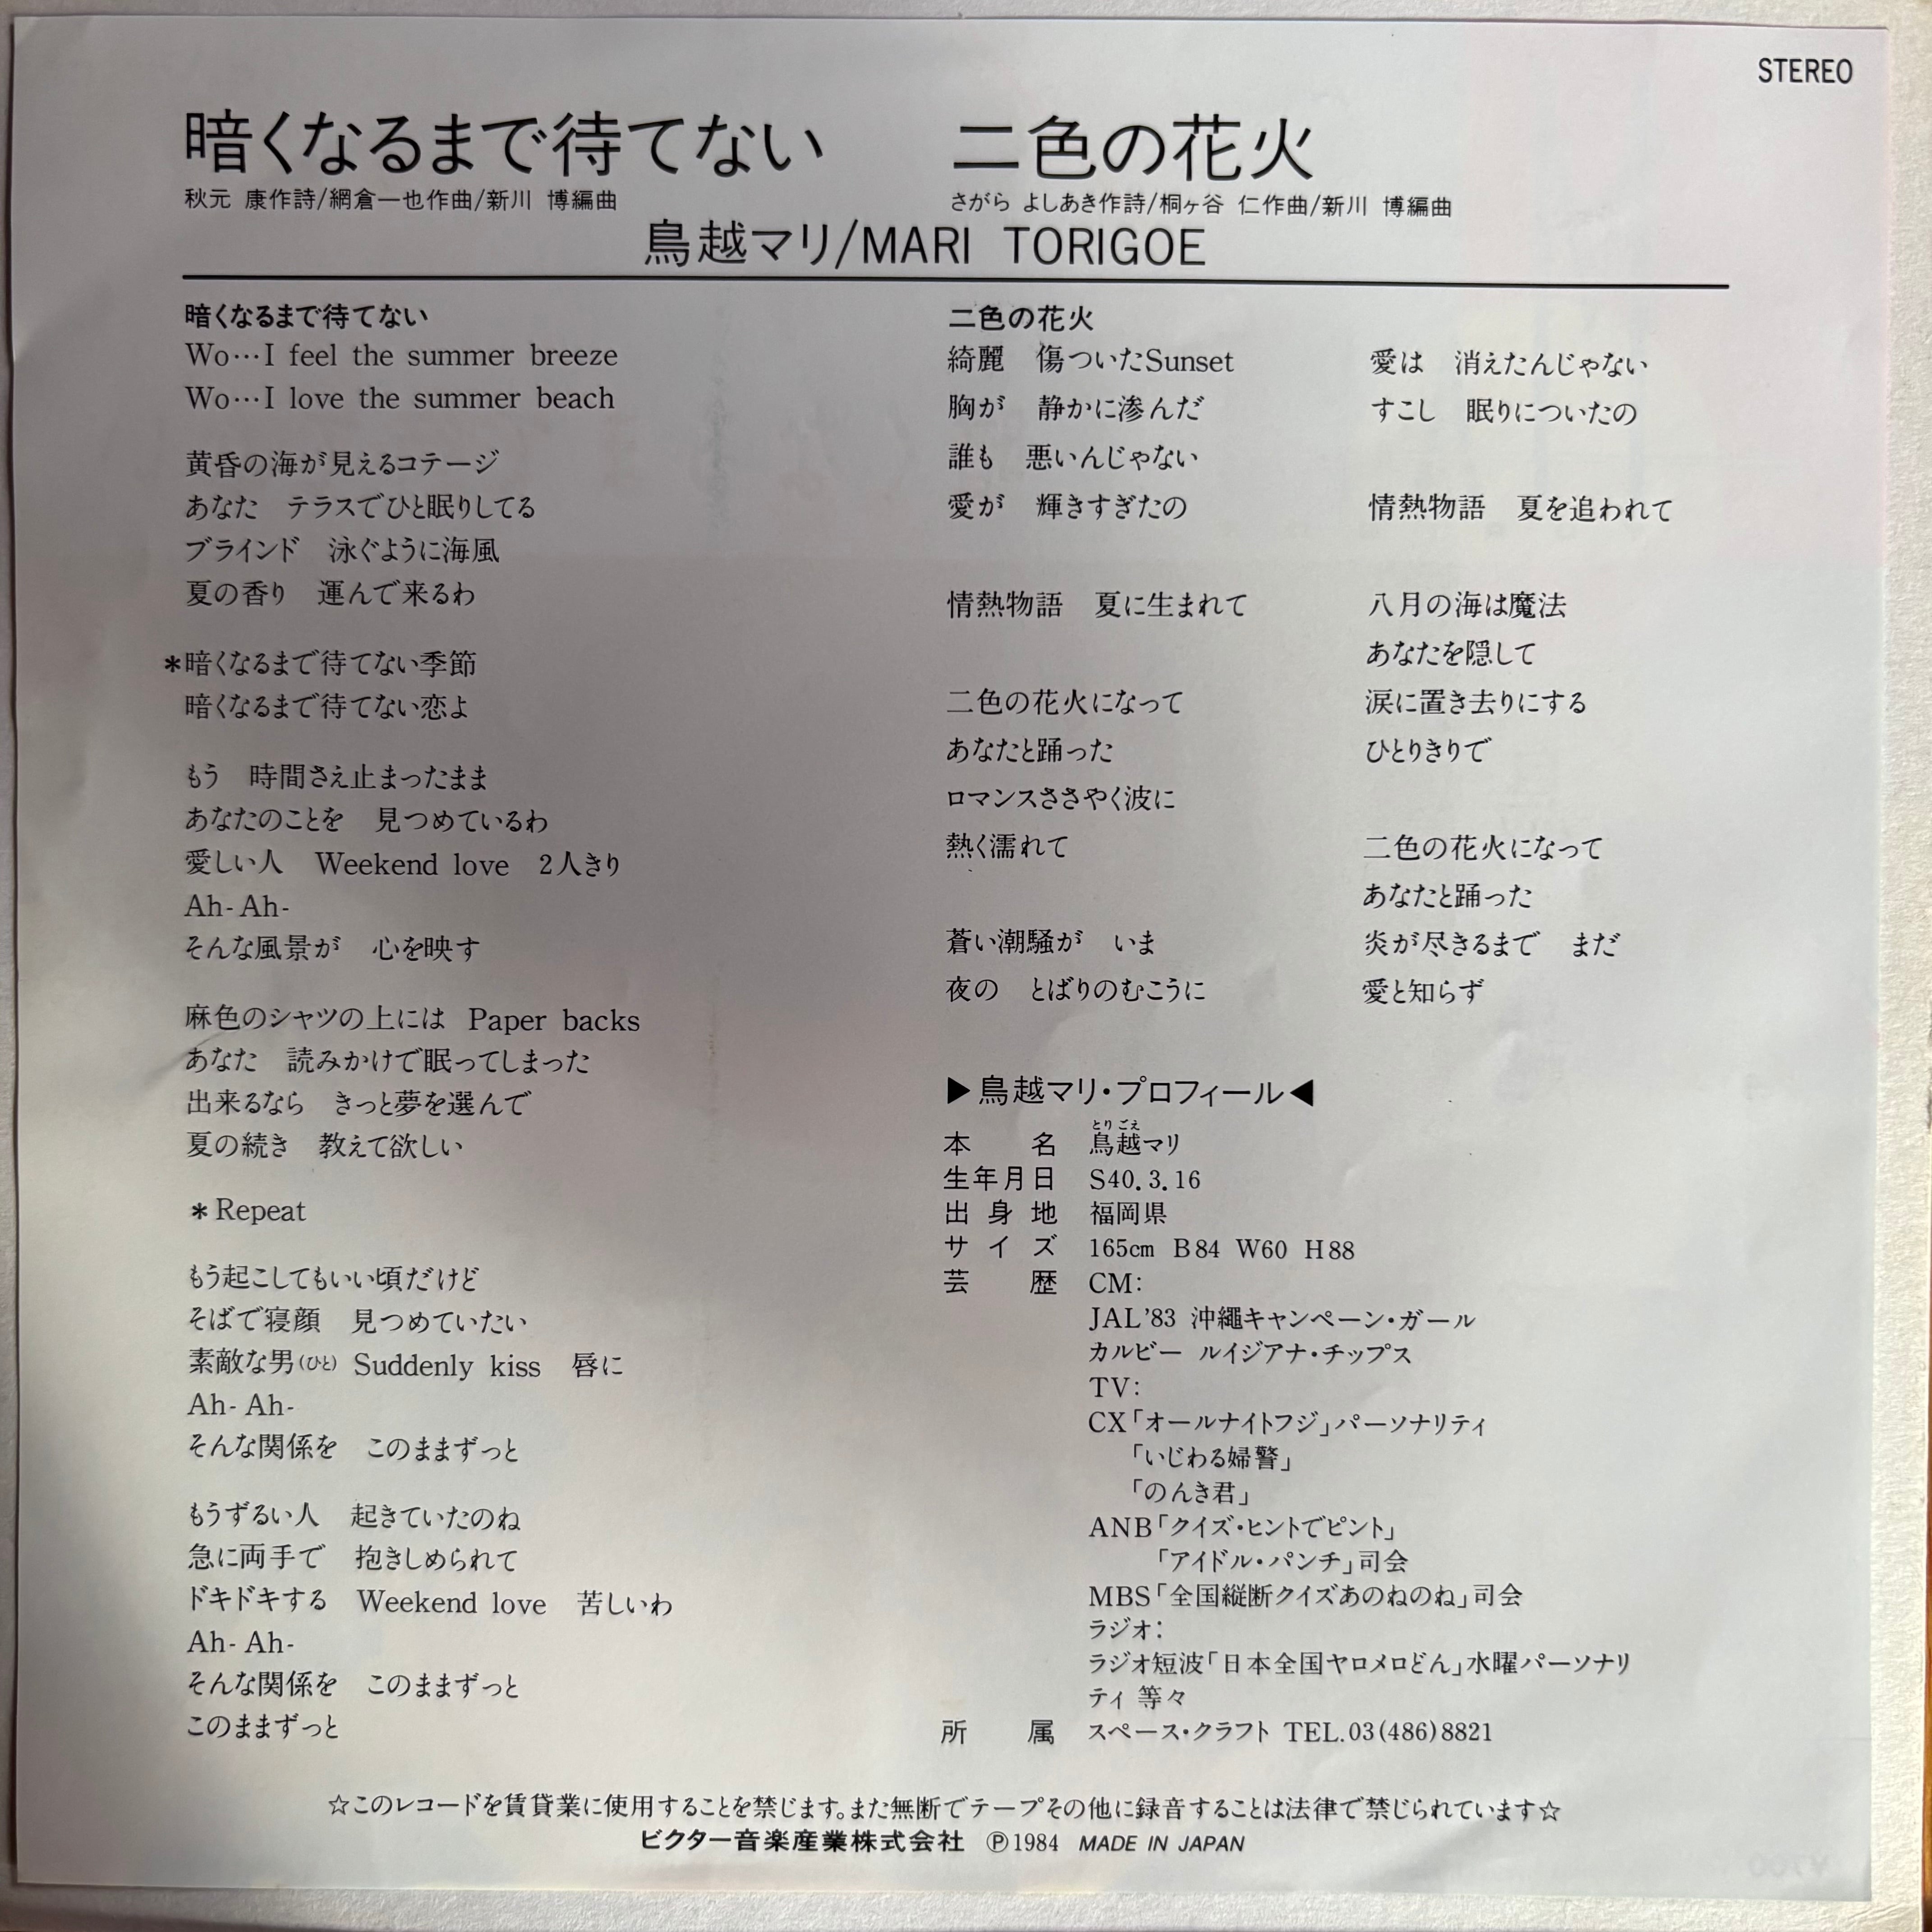 STEREO
暗くなるまで待てない
秋元 康作詩/網倉一也作曲/新川 博編曲
二色の花火
さがら よしあき作詩/桐ヶ谷 仁作曲/新川 博編曲
鳥越マリ/MARI TORIGOE
暗くなるまで待てない
Wo…I feel the summer breeze
Wo…I love the summer beach
黄昏の海が見えるコテージ
あなた テラスでひと眠りしてる
ブラインド 泳ぐように海風
夏の香り 運んで来るわ
*暗くなるまで待てない季節
暗くなるまで待てない恋よ
もう 時間さえ止まったまま
あなたのことを 見つめているわ
愛しい人 Weekend love 2人きり
Ah- Ah-
そんな風景が 心を映す
麻色のシャツの上には Paper backs
あなた 読みかけで眠ってしまった
出来るなら きっと夢を選んで
夏の続き 教えて欲しい
*Repeat
もう起こしてもいい頃だけど
そばで寝顔 見つめていたい
素敵な男(ひと) Suddenly kiss 唇に
Ah- Ah-
そんな関係を このままずっと
もうずるい人 起きていたのね
急に両手で 抱きしめられて
ドキドキする Weekend love 苦しいわ
Ah- Ah-
そんな関係を このままずっと
このままずっと
二色の花火
綺麗 傷ついたSunset
胸が 静かに滲んだ
誰も 悪いんじゃない
愛が 輝きすぎたの
情熱物語 夏に生まれて
二色の花火になって
あなたと踊った
ロマンスささやく波に
熱く濡れて
蒼い潮騒が いま
夜の とばりのむこうに
愛は 消えたんじゃない
すこし 眠りについたの
情熱物語 夏を追われて
八月の海は魔法
あなたを隠して
涙に置き去りにする
ひとりきりで
二色の花火になって
あなたと踊った
炎が尽きるまで まだ
愛と知らず
▶鳥越マリ・プロフィール◀
とりごえ
本名 鳥越マリ
生年月日 S40.3.16
出身地 福岡県
サイズ 165㎝ B84 W60 H88
芸歴 CM:
JAL'83 沖縄キャンペーン・ガール
カルビー ルイジアナ・チップス
TV:
CX「オールナイトフジ」パーソナリティ
「いじわる婦警」
「のんき君」
ANB「クイズ・ヒントでピント」
「アイドル・パンチ」司会
MBS「全国縦断クイズあのねのね」司会
ラジオ:
ラジオ短波「日本全国ヤロメロどん」水曜パーソナリ
ティ 等々
所属 スペース・クラフト TEL.03(486)8821
☆このレコードを賃貸業に使用することを禁じます。また無断でテープその他に録音することは法律で禁じられています☆
ビクター音楽産業株式会社 Ⓟ1984 MADE IN JAPAN